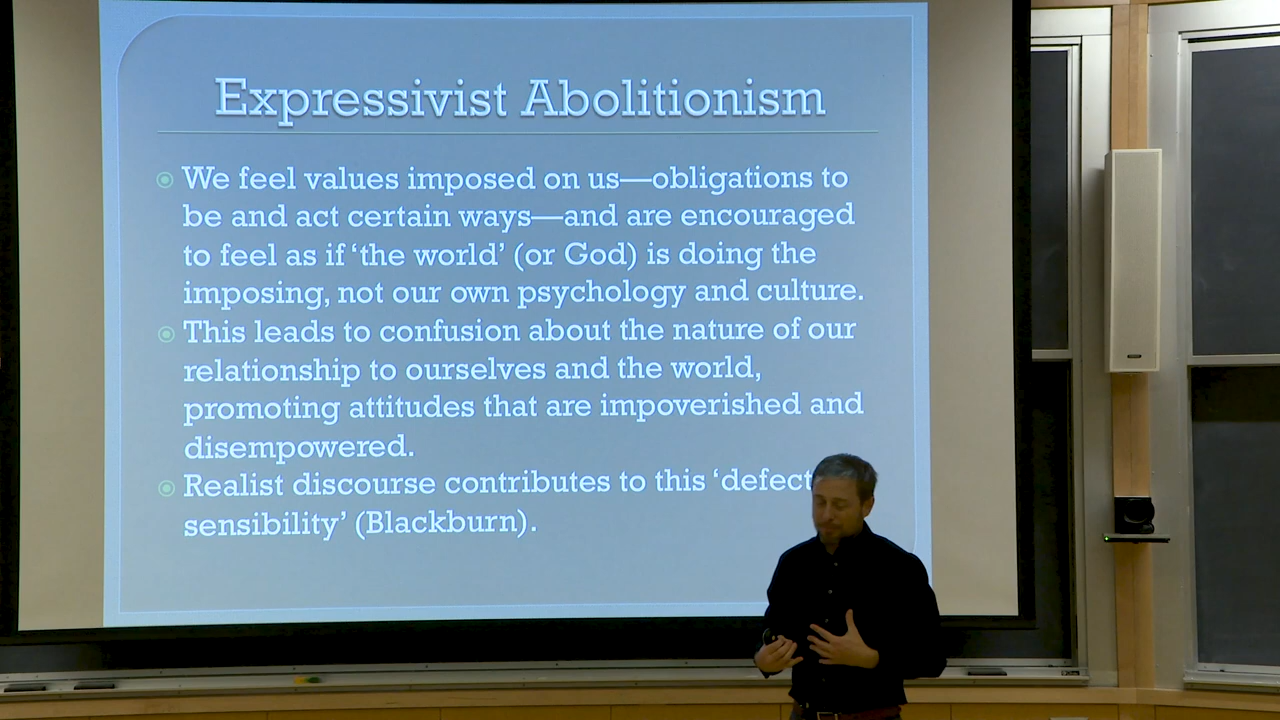 Expressivist Abolitionism
We feel values imposed on us—obligations to
be and act certain ways—and are encouraged
to feel as if 'the world' (or God) is doing the
imposing, not our own psychology and culture.
This leads to confusion about the nature of our
relationship to ourselves and the world,
promoting attitudes that are impoverished and
disempowered.
Realist discourse contributes to this
sensibility' (Blackburn).